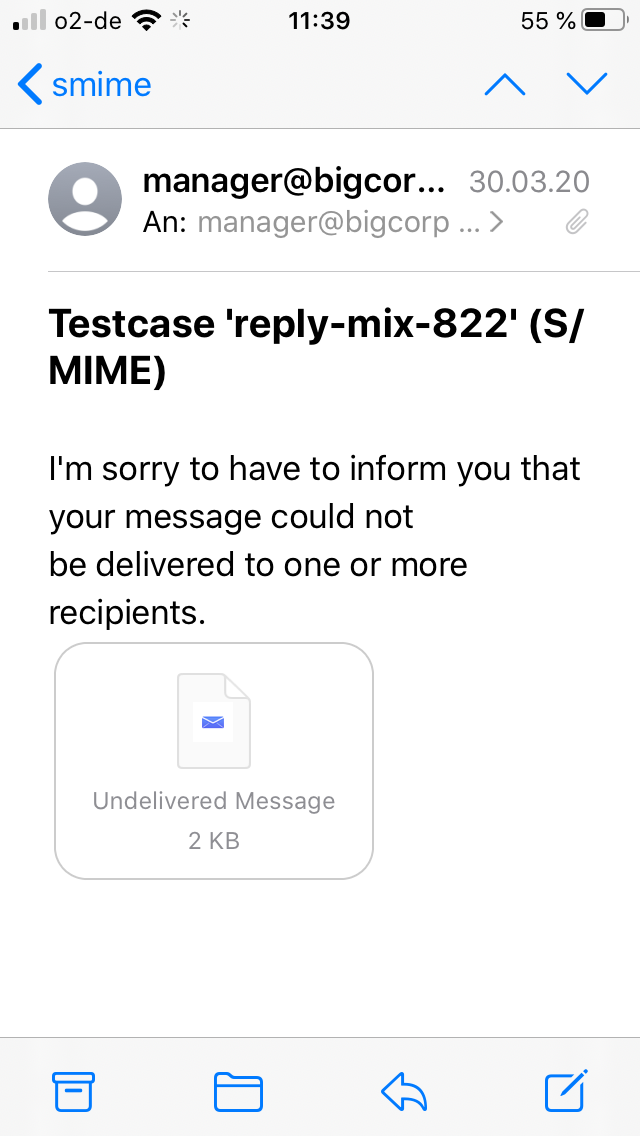 o2-de 11:39 55 %
smime
manager@bigcor... 30.03.20
An: manager@bigcorp ...
Testcase 'reply-mix-822' (S/
MIME)
I'm sorry to have to inform you that
your message could not
be delivered to one or more
recipients.
Undelivered Message
2 KB